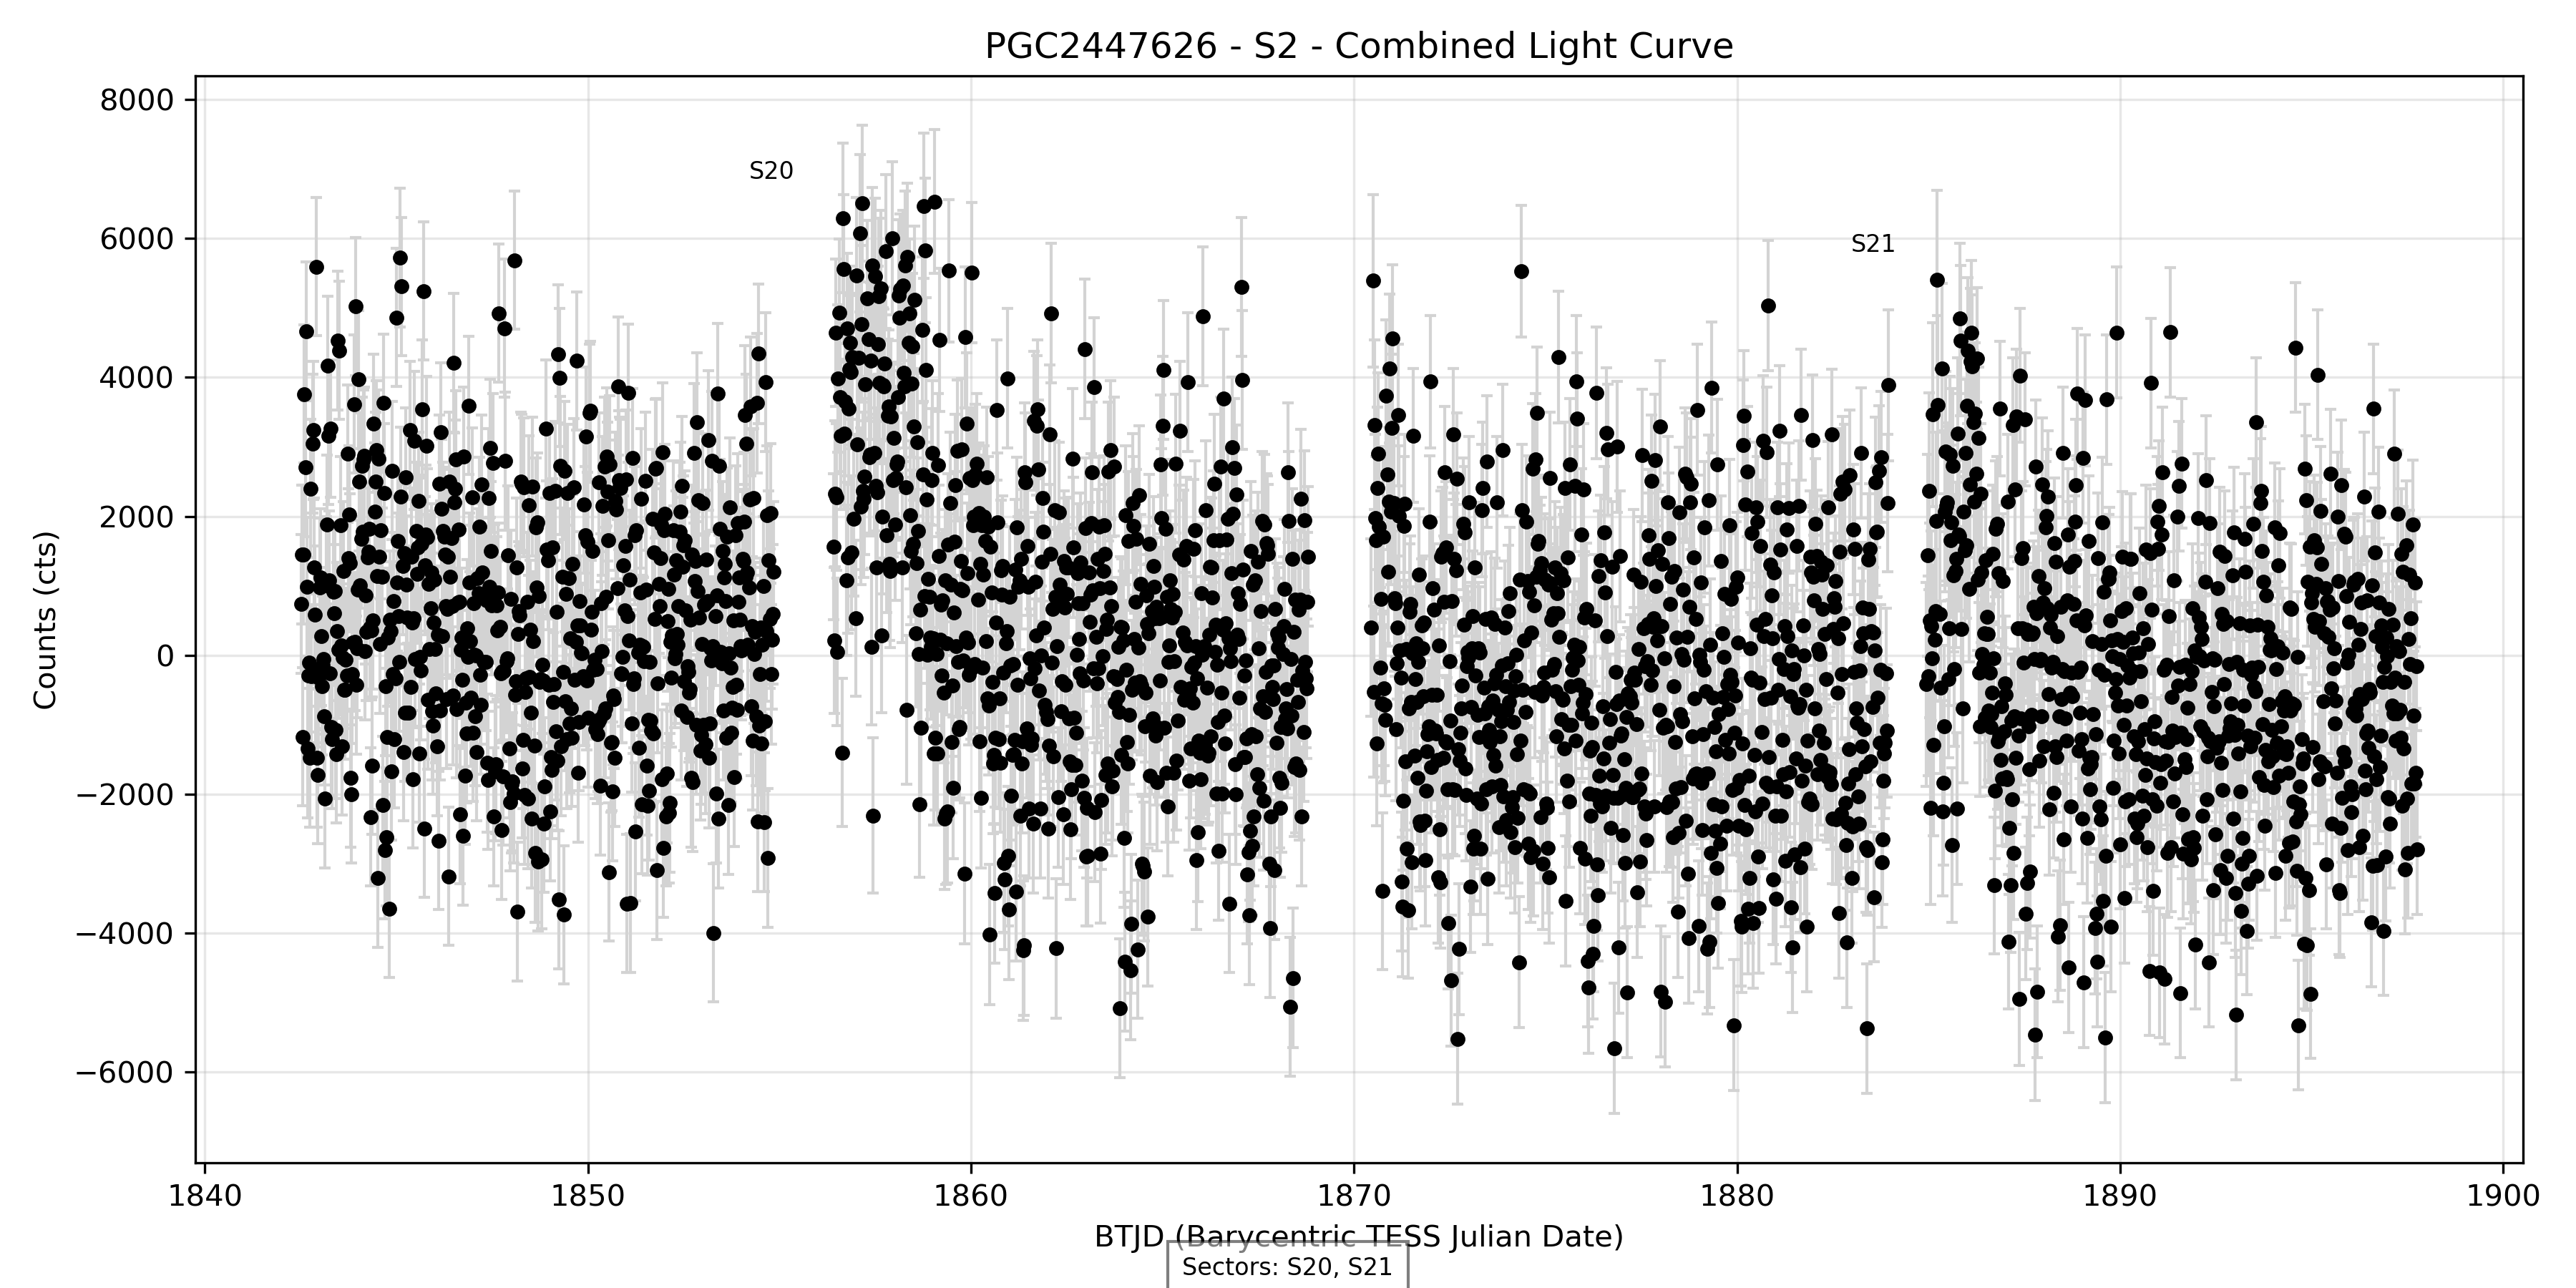 PGC2447626 - S2 - Combined Light Curve
8000
6000
4000
2000
0
−2000
−4000
−6000
Counts (cts)
S20
S21
1840 1850 1860 1870 1880 1890 1900
BTJD (Barycentric TESS Julian Date)
Sectors: S20, S21